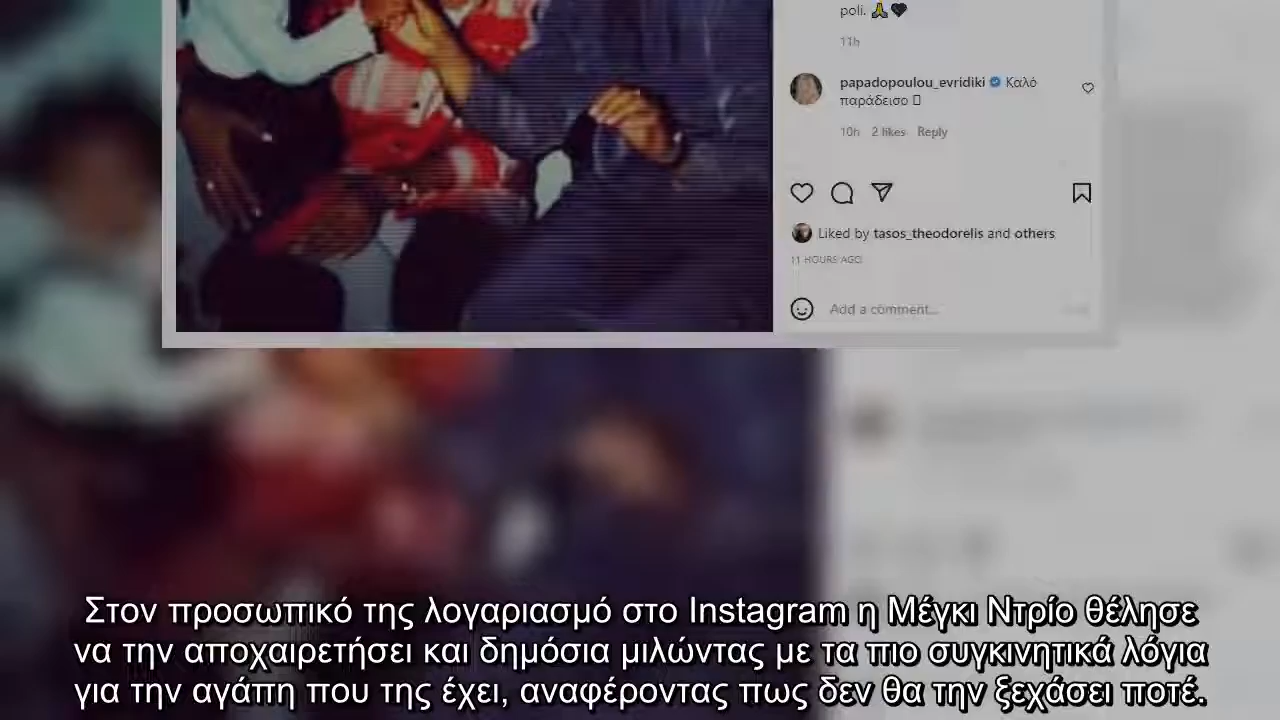 poli. 🙏🖤
11h
papadopoulou_evridiki Καλό
παράδεισο
10h 2 likes Reply
Liked by tasos_theodorelis and others
11 HOURS AGO
Add a comment...
Στον προσωπικό της λογαριασμό στο Instagram η Μέγκι Ντρίο θέλησε
να την αποχαιρετήσει και δημόσια μιλώντας με τα πιο συγκινητικά λόγια
για την αγάπη που της έχει, αναφέροντας πως δεν θα την ξεχάσει ποτέ.